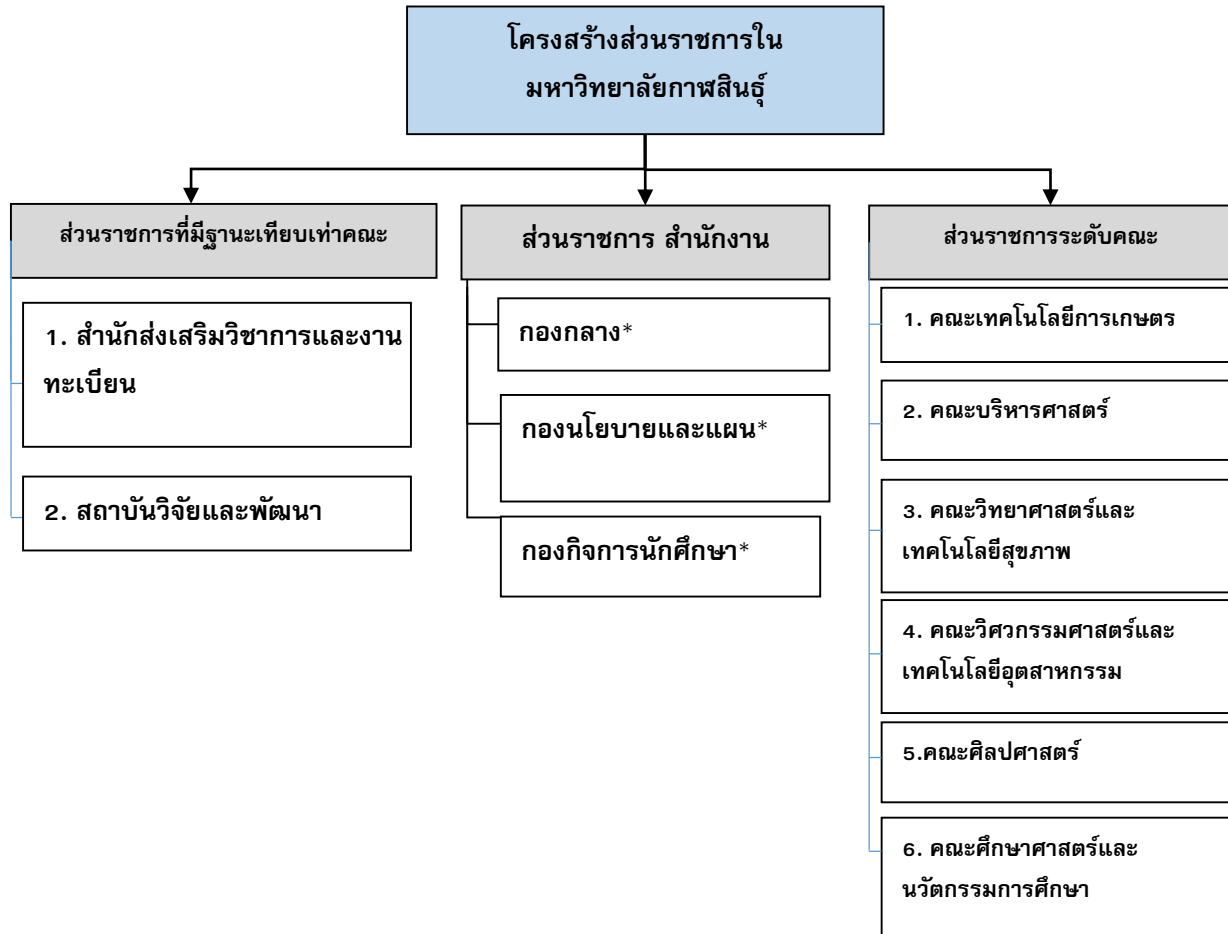 โครงสร้างส่วนราชการใน
มหาวิทยาลัยกาฬสินธุ์
ส่วนราชการที่มีฐานะเทียบเท่าคณะ
1. สำนักส่งเสริมวิชาการและงาน
ทะเบียน
2. สถาบันวิจัยและพัฒนา
ส่วนราชการ สำนักงาน
กองกลาง*
กองนโยบายและแผน*
กองกิจการนักศึกษา*
ส่วนราชการระดับคณะ
1. คณะเทคโนโลยีการเกษตร
2. คณะบริหารศาสตร์
3. คณะวิทยาศาสตร์และ
เทคโนโลยีสุขภาพ
4. คณะวิศวกรรมศาสตร์และ
เทคโนโลยีอุตสาหกรรม
5.คณะศิลปศาสตร์
6. คณะศึกษาศาสตร์และ
นวัตกรรมการศึกษา